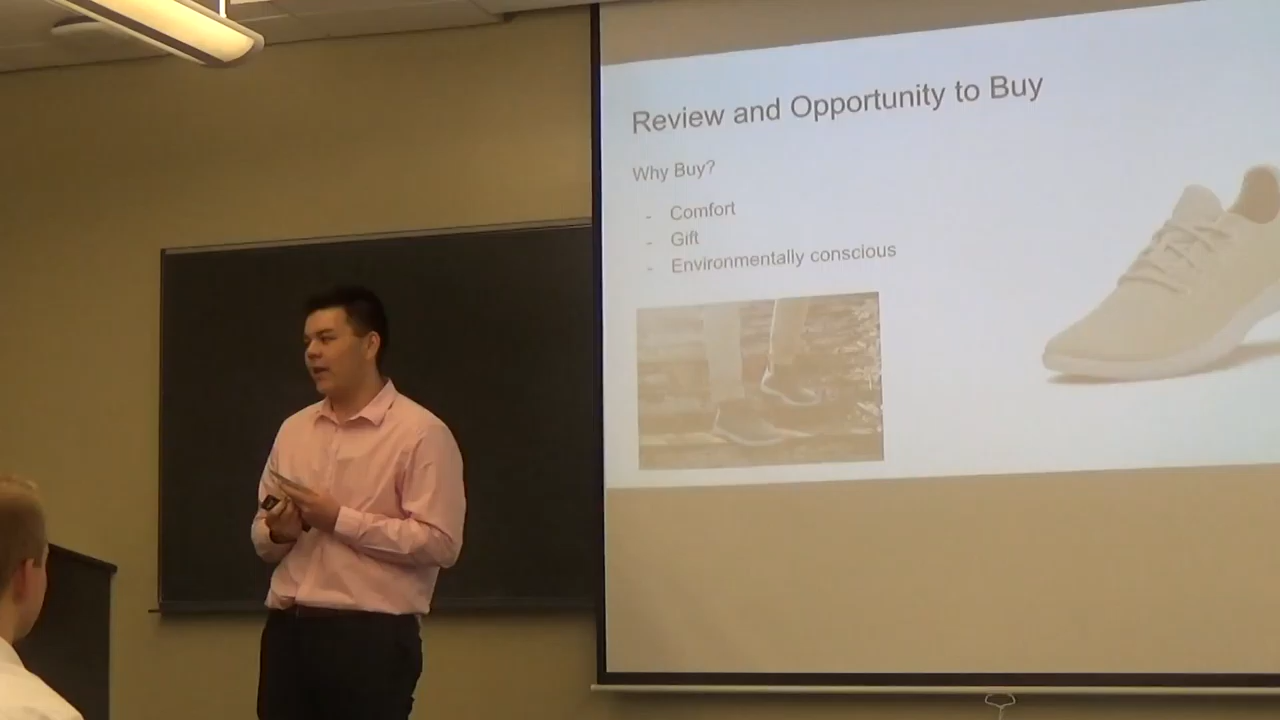 Review and Opportunity to Buy
Why Buy?
- Comfort
- Gift
- Environmentally conscious